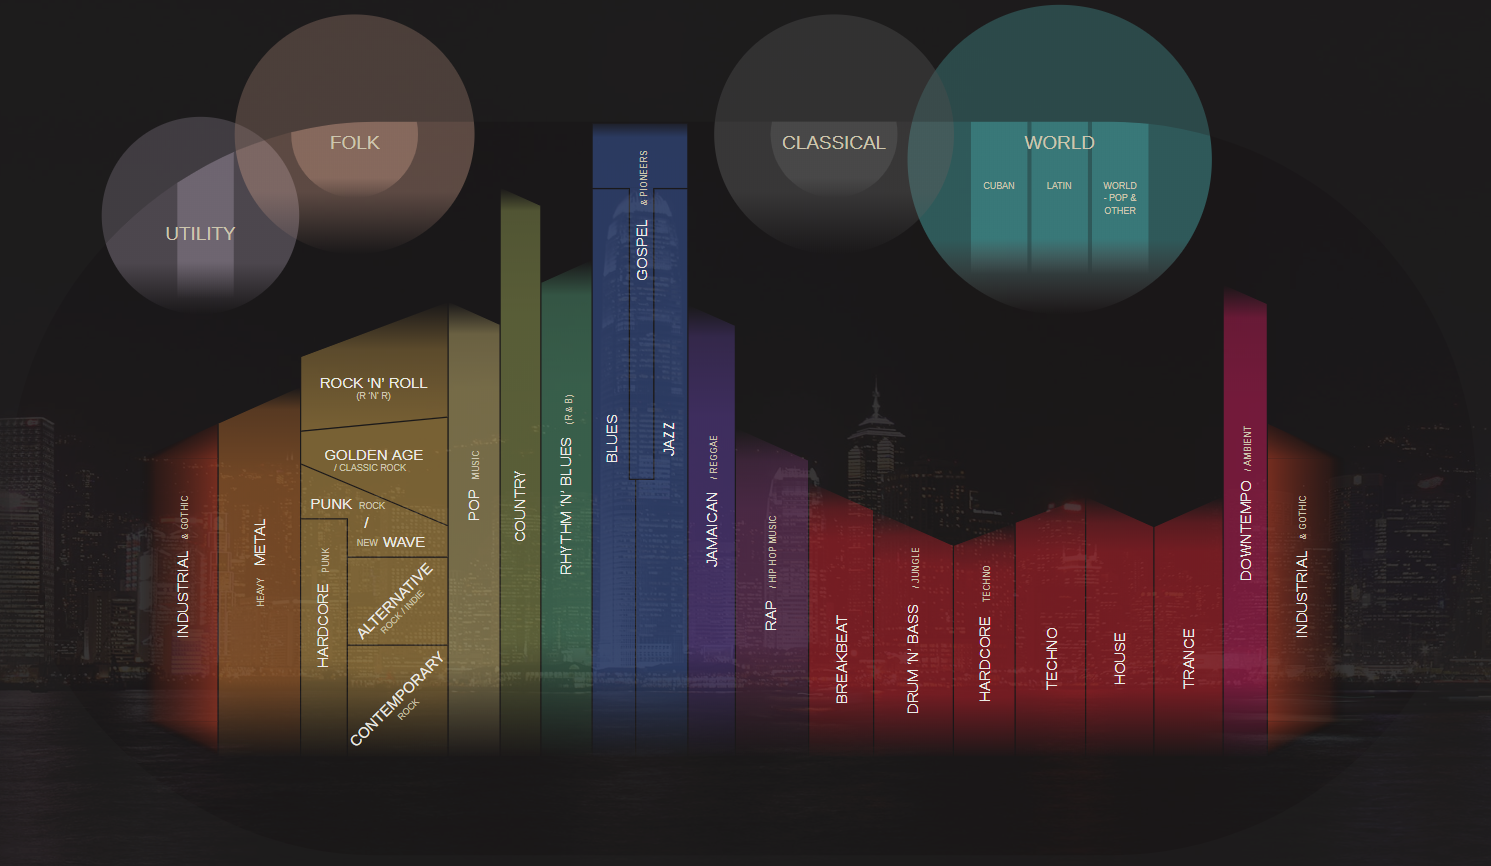 FOLK
CLASSICAL
WORLD
UTILITY
CUBAN
LATIN
WORLD
- POP &
OTHER
INDUSTRIAL & GOTHIC
HEAVY METAL
ROCK ‘N’ ROLL
(R ’N’ R)
GOLDEN AGE
/ CLASSIC ROCK
PUNK ROCK
/
NEW WAVE
HARDCORE PUNK
ALTERNATIVE
ROCK / INDIE
CONTEMPORARY
ROCK
POP MUSIC
COUNTRY
RHYTHM ’N’ BLUES (R & B)
BLUES
GOSPEL & PIONEERS
JAZZ
JAMAICAN / REGGAE
RAP / HIP HOP MUSIC
BREAKBEAT
DRUM ’N’ BASS / JUNGLE
HARDCORE TECHNO
TECHNO
HOUSE
TRANCE
DOWNTEMPO / AMBIENT
INDUSTRIAL & GOTHIC